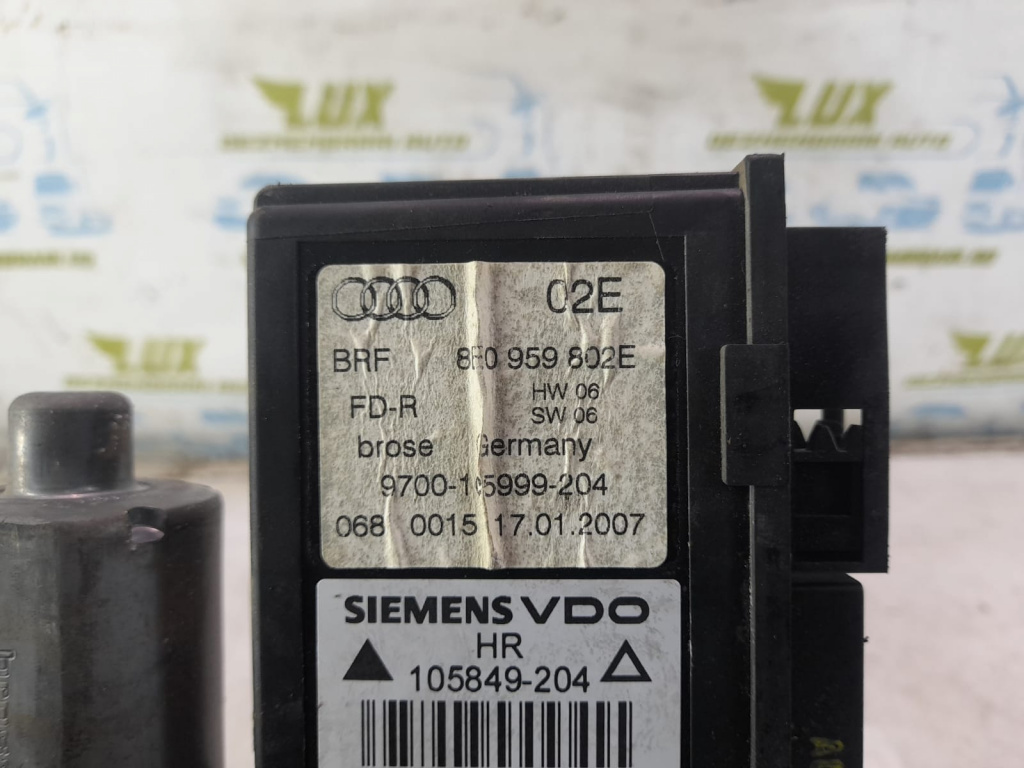 LUX
LUX
02E
BRF 8E0 959 802E
HW 06
FD-R
SW 06
brose Germany
9700-105999-204
068 0015 17.01.2007
SIEMENS VDO
HR
105849-204